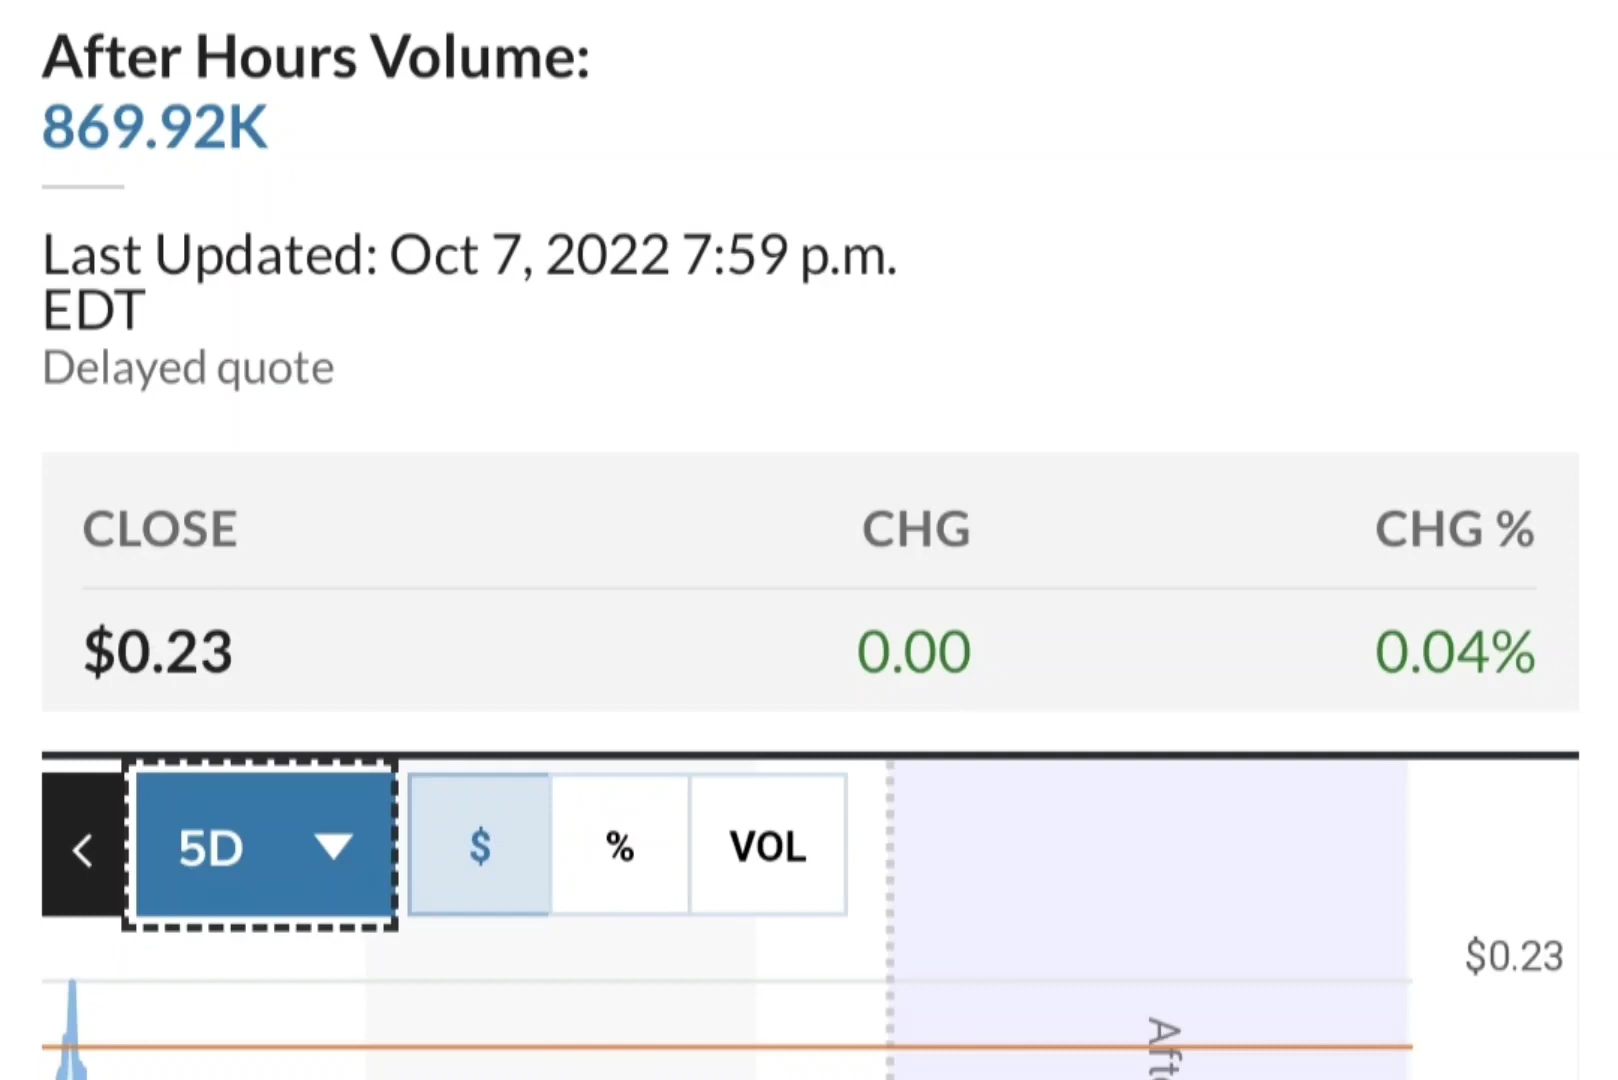 After Hours Volume:
869.92K
Last Updated: Oct 7, 2022 7:59 p.m.
EDT
Delayed quote
CLOSE CHG CHG %
$0.23 0.00 0.04%
5D $ % VOL
$0.23